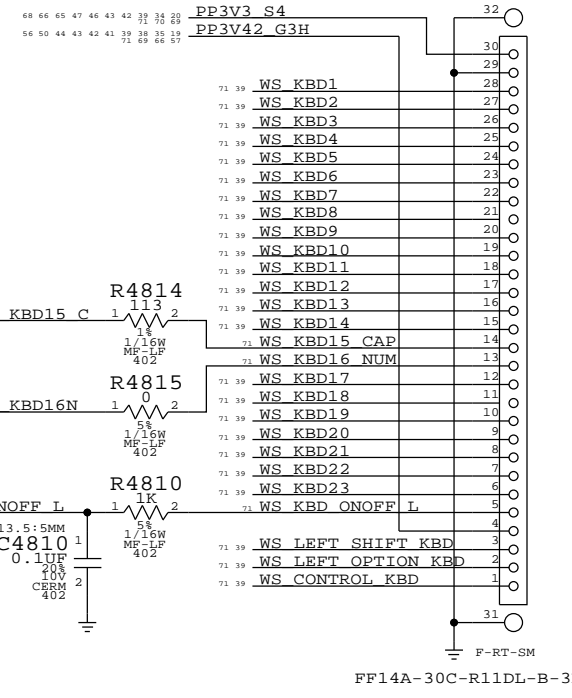 68 66 65 47 46 43 42 39 34 20 PP3V3_S4 32
71 70 69
56 50 44 43 42 41 39 38 35 19 PP3V42_G3H
71 69 66 57
30
29
71 39 WS_KBD1 28
71 39 WS_KBD2 27
71 39 WS_KBD3 26
71 39 WS_KBD4 25
71 39 WS_KBD5 24
71 39 WS_KBD6 23
71 39 WS_KBD7 22
71 39 WS_KBD8 21
71 39 WS_KBD9 20
71 39 WS_KBD10 19
71 39 WS_KBD11 18
71 39 WS_KBD12 17
71 39 WS_KBD13 16
71 39 WS_KBD14 15
71 WS_KBD15_CAP 14
71 WS_KBD16_NUM 13
71 39 WS_KBD17 12
71 39 WS_KBD18 11
71 39 WS_KBD19 10
71 39 WS_KBD20 9
71 39 WS_KBD21 8
71 39 WS_KBD22 7
71 39 WS_KBD23 6
71 WS_KBD_ONOFF_L 5
4
71 39 WS_LEFT_SHIFT_KBD 3
71 39 WS_LEFT_OPTION_KBD 2
71 39 WS_CONTROL_KBD 1
31
F-RT-SM
FF14A-30C-R11DL-B-3
R4814
KBD15_C 1 113 2
1%
1/16W
MF-LF
402
R4815
KBD16N 1 0 2
5%
1/16W
MF-LF
402
R4810
NOFF_L 1 1K 2
5%
1/16W
MF-LF
402
13.5:5MM
C4810 1
0.1UF
20%
10V 2
CERM
402